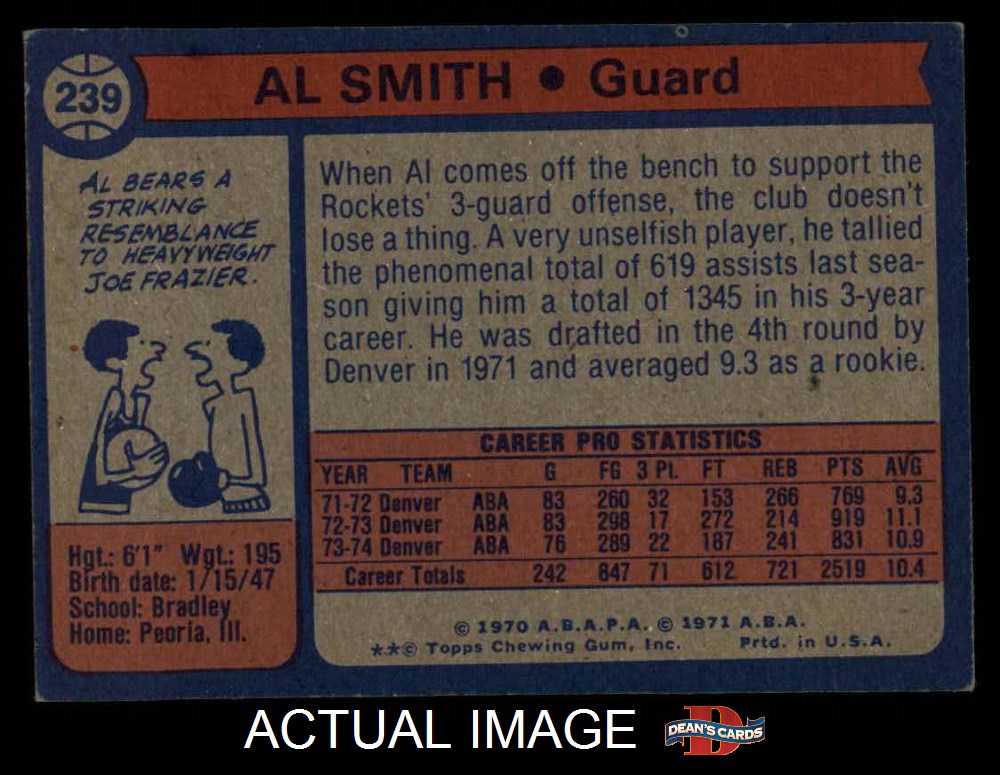 239
AL SMITH • Guard
AL BEARS A
STRIKING
RESEMBLANCE
TO HEAVYWEIGHT
JOE FRAZIER.
When Al comes off the bench to support the
Rockets' 3-guard offense, the club doesn't
lose a thing. A very unselfish player, he tallied
the phenomenal total of 619 assists last sea-
son giving him a total of 1345 in his 3-year
career. He was drafted in the 4th round by
Denver in 1971 and averaged 9.3 as a rookie.
CAREER PRO STATISTICS
YEAR TEAM G FG 3 Pt. FT REB PTS AVG
71-72 Denver ABA 83 260 32 153 266 769 9.3
72-73 Denver ABA 83 298 17 272 214 919 11.1
73-74 Denver ABA 76 289 22 187 241 831 10.9
Career Totals 242 847 71 612 721 2519 10.4
Hgt.: 6'1" Wgt.: 195
Birth date: 1/15/47
School: Bradley
Home: Peoria, Ill.
© 1970 A.B.A.P.A. © 1971 A.B.A.
**© Topps Chewing Gum, Inc. Prtd. in U.S.A.
ACTUAL IMAGE
DEAN'S CARDS